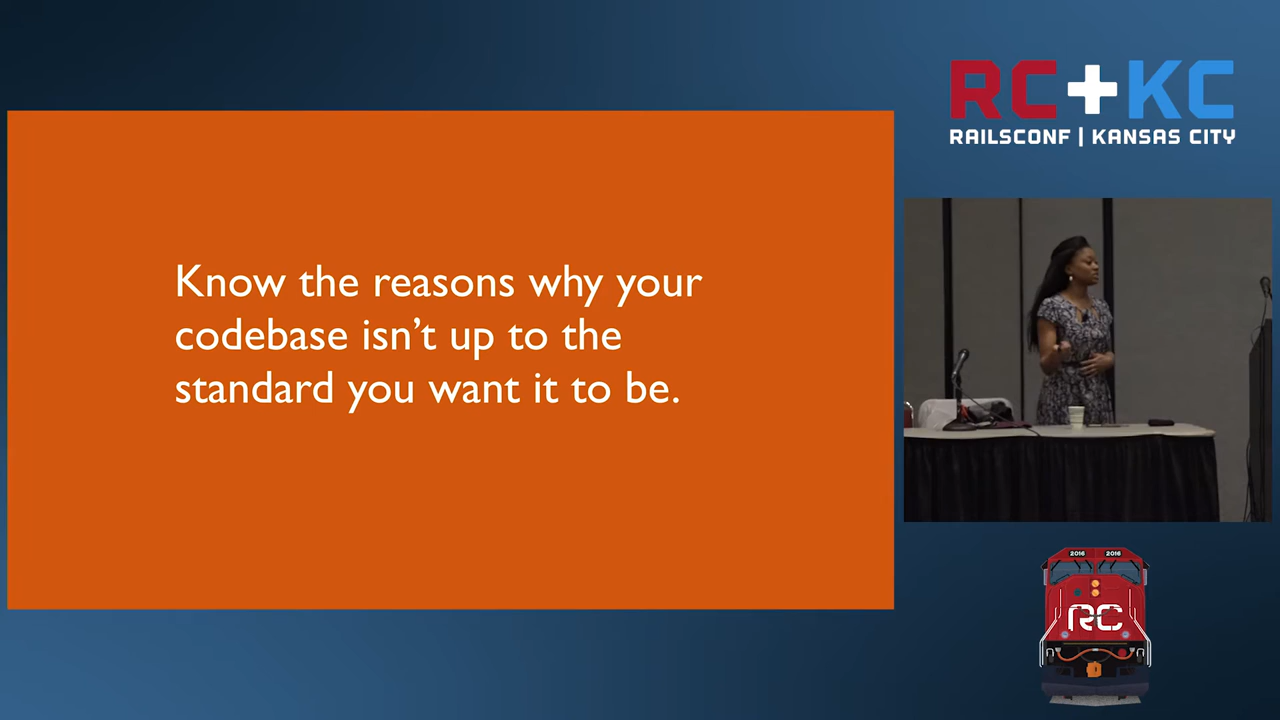 RC+KC
RAILSCONF | KANSAS CITY
Know the reasons why your
codebase isn't up to the
standard you want it to be.
2016 2016
RC